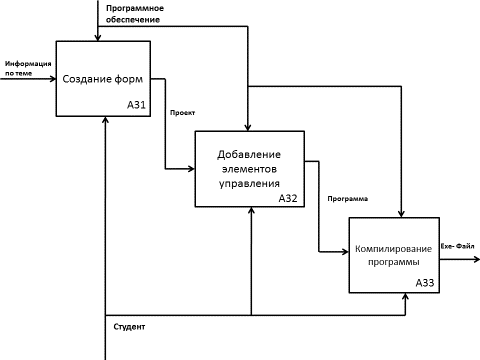 Программное
обеспечение
Информация
по теме
Создание форм
А31
Проект
Добавление
элементов
управления
А32
Программа
Компилирование
программы
А33
Exe- Файл
Студент